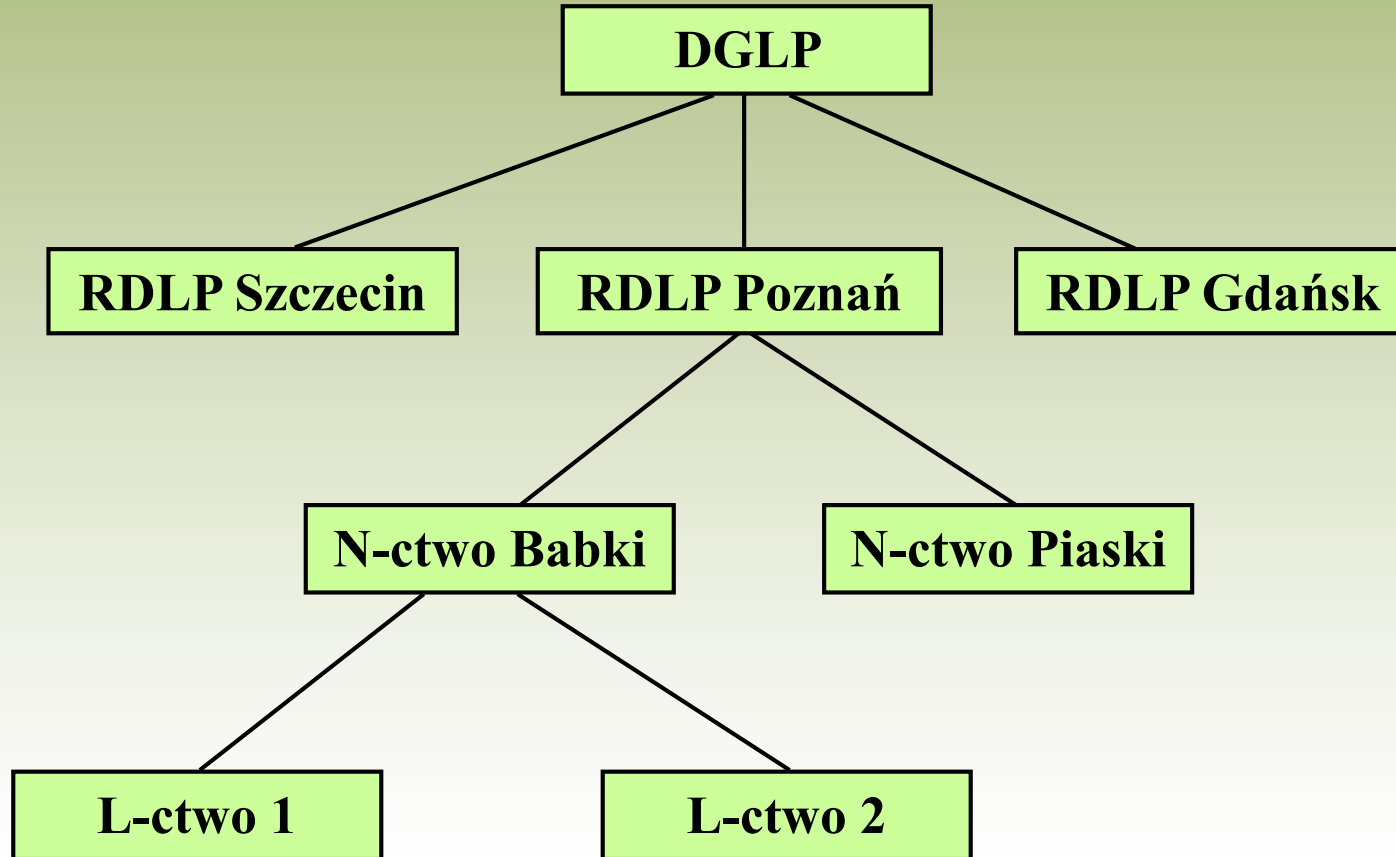 DGLP
RDLP Szczecin
RDLP Poznań
RDLP Gdańsk
N-ctwo Babki
N-ctwo Piaski
L-ctwo 1
L-ctwo 2